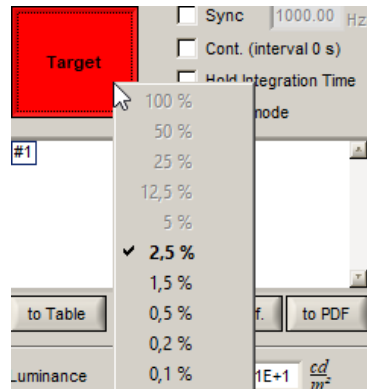 Sync 1000.00 Hz
Cont. (interval 0 s)
Target
Hold Integration Time
100 %
mode
50 %
#1
25 %
12,5 %
5 %
✓ 2,5 %
1,5 %
to Table
0,5 %
f.
to PDF
0,2 %
Luminance
0,1 %
1E+1 cd/m²